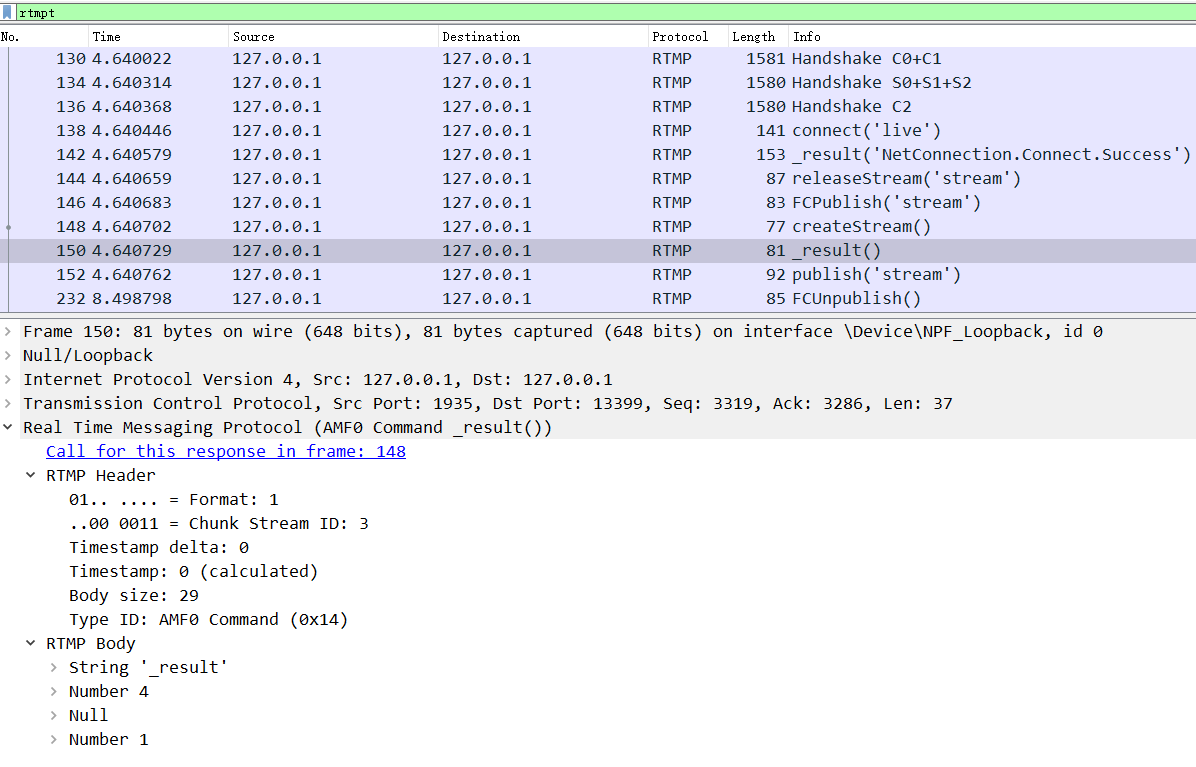 rtmpt
No. Time Source Destination Protocol Length Info
130 4.640022 127.0.0.1 127.0.0.1 RTMP 1581 Handshake C0+C1
134 4.640314 127.0.0.1 127.0.0.1 RTMP 1580 Handshake S0+S1+S2
136 4.640368 127.0.0.1 127.0.0.1 RTMP 1580 Handshake C2
138 4.640446 127.0.0.1 127.0.0.1 RTMP 141 connect('live')
142 4.640579 127.0.0.1 127.0.0.1 RTMP 153 _result('NetConnection.Connect.Success')
144 4.640659 127.0.0.1 127.0.0.1 RTMP 87 releaseStream('stream')
146 4.640683 127.0.0.1 127.0.0.1 RTMP 83 FCPublish('stream')
148 4.640702 127.0.0.1 127.0.0.1 RTMP 77 createStream()
150 4.640729 127.0.0.1 127.0.0.1 RTMP 81 _result()
152 4.640762 127.0.0.1 127.0.0.1 RTMP 92 publish('stream')
232 8.498798 127.0.0.1 127.0.0.1 RTMP 85 FCUnpublish()
Frame 150: 81 bytes on wire (648 bits), 81 bytes captured (648 bits) on interface \Device\NPF_Loopback, id 0
Null/Loopback
Internet Protocol Version 4, Src: 127.0.0.1, Dst: 127.0.0.1
Transmission Control Protocol, Src Port: 1935, Dst Port: 13399, Seq: 3319, Ack: 3286, Len: 37
Real Time Messaging Protocol (AMF0 Command _result())
Call for this response in frame: 148
RTMP Header
01.. .... = Format: 1
..00 0011 = Chunk Stream ID: 3
Timestamp delta: 0
Timestamp: 0 (calculated)
Body size: 29
Type ID: AMF0 Command (0x14)
RTMP Body
String '_result'
Number 4
Null
Number 1